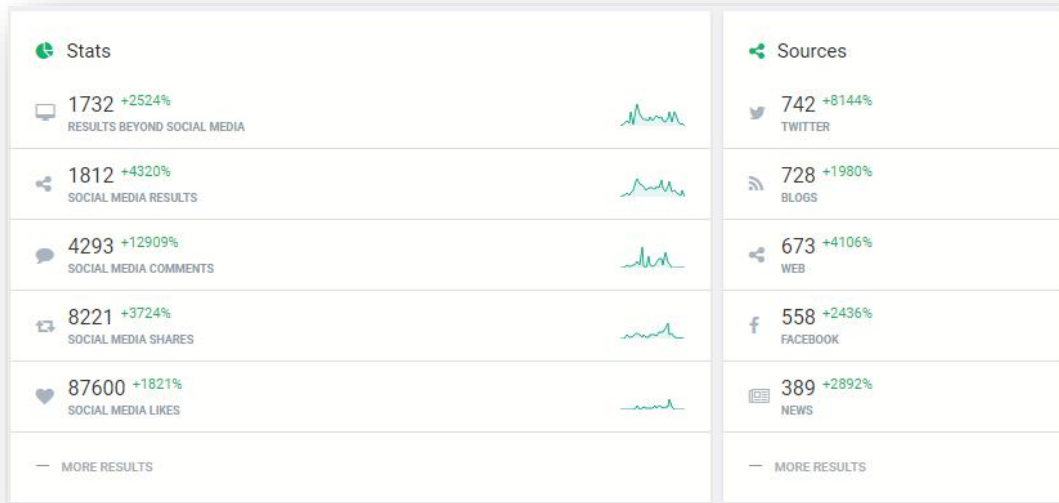 Stats
1732 +2524%
RESULTS BEYOND SOCIAL MEDIA
1812 +4320%
SOCIAL MEDIA RESULTS
4293 +12909%
SOCIAL MEDIA COMMENTS
8221 +3724%
SOCIAL MEDIA SHARES
87600 +1821%
SOCIAL MEDIA LIKES
MORE RESULTS
Sources
742 +8144%
TWITTER
728 +1980%
BLOGS
673 +4106%
WEB
558 +2436%
FACEBOOK
389 +2892%
NEWS
MORE RESULTS